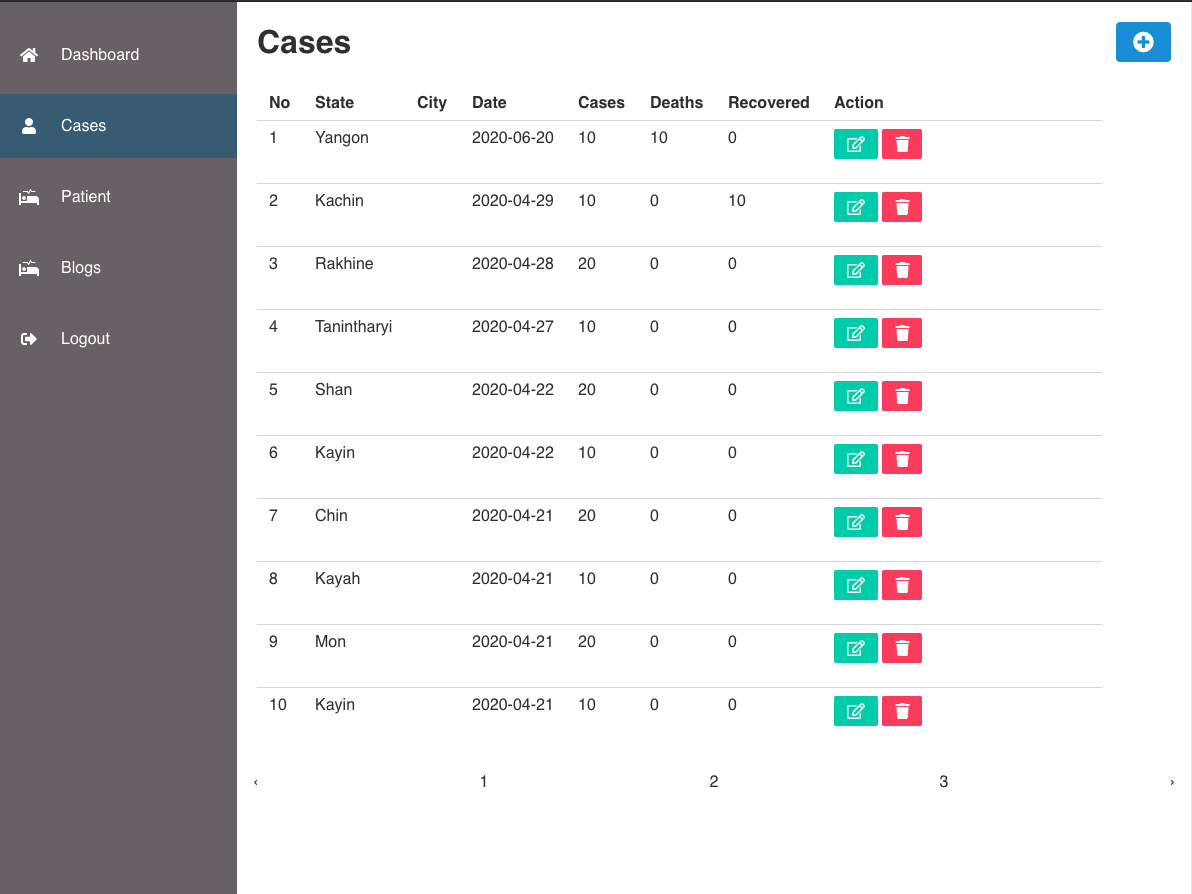 Dashboard
Cases
Patient
Blogs
Logout
Cases
No State City Date Cases Deaths Recovered Action
1 Yangon 2020-06-20 10 10 0
2 Kachin 2020-04-29 10 0 10
3 Rakhine 2020-04-28 20 0 0
4 Tanintharyi 2020-04-27 10 0 0
5 Shan 2020-04-22 20 0 0
6 Kayin 2020-04-22 10 0 0
7 Chin 2020-04-21 20 0 0
8 Kayah 2020-04-21 10 0 0
9 Mon 2020-04-21 20 0 0
10 Kayin 2020-04-21 10 0 0
‹ 1 2 3 ›